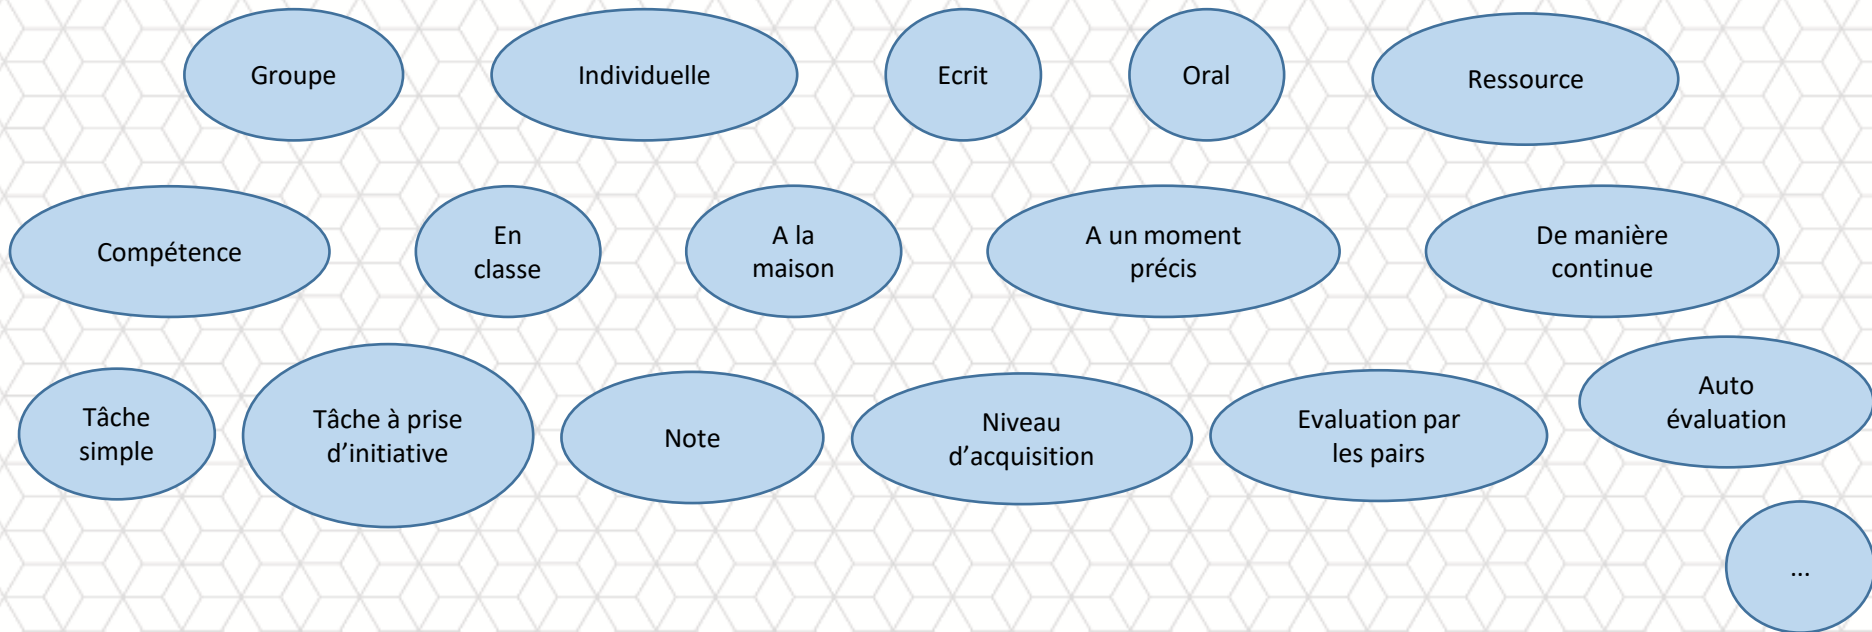 Groupe
Individuelle
Ecrit
Oral
Ressource
Compétence
En
classe
A la
maison
A un moment
précis
De manière
continue
Tâche
simple
Tâche à prise
d’initiative
Note
Niveau
d’acquisition
Evaluation par
les pairs
Auto
évaluation
...